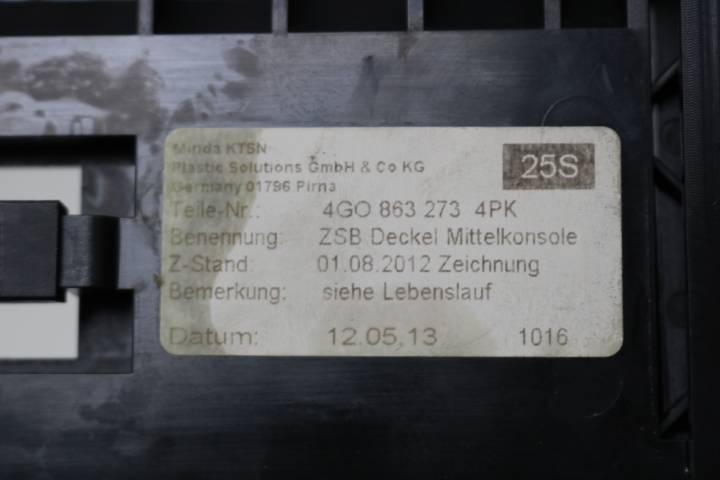 Minda KTSN
Plastic Solutions GmbH & Co KG
Germany 01796 Pirna
25S
Teile-Nr.: 4GO 863 273 4PK
Benennung: ZSB Deckel Mittelkonsole
Z-Stand: 01.08.2012 Zeichnung
Bemerkung: siehe Lebenslauf
Datum: 12.05.13 1016